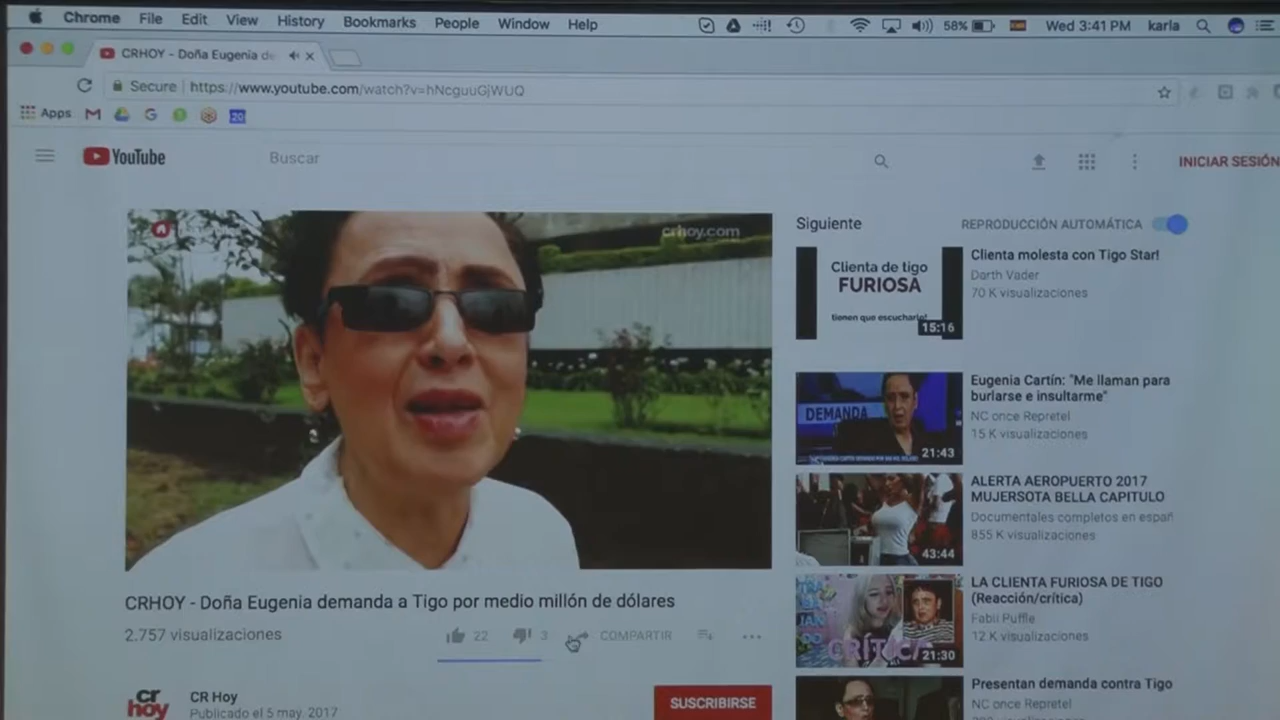 Chrome File Edit View History Bookmarks People Window Help 58% Wed 3:41 PM karla
CRHOY - Doña Eugenia de
Secure https://www.youtube.com/watch?v=hNcguuGjWUQ
Apps 20
YouTube Buscar INICIAR SESIÓN
crhoy.com
CRHOY - Doña Eugenia demanda a Tigo por medio millón de dólares
2.757 visualizaciones 22 3 COMPARTIR
cr hoy
CR Hoy
Publicado el 5 may. 2017
SUSCRIBIRSE
Siguiente REPRODUCCIÓN AUTOMÁTICA
Clienta de tigo
FURIOSA
tienen que escucharlo!
15:16
Clienta molesta con Tigo Star!
Darth Vader
70 K visualizaciones
DEMANDA
21:43
Eugenia Cartín: "Me llaman para
burlarse e insultarme"
NC once Repretel
15 K visualizaciones
43:44
ALERTA AEROPUERTO 2017
MUJERSOTA BELLA CAPITULO
Documentales completos en españ
855 K visualizaciones
CRÍTICA
21:30
LA CLIENTA FURIOSA DE TIGO
(Reacción/crítica)
Fabii Puffle
12 K visualizaciones
Presentan demanda contra Tigo
NC once Repretel